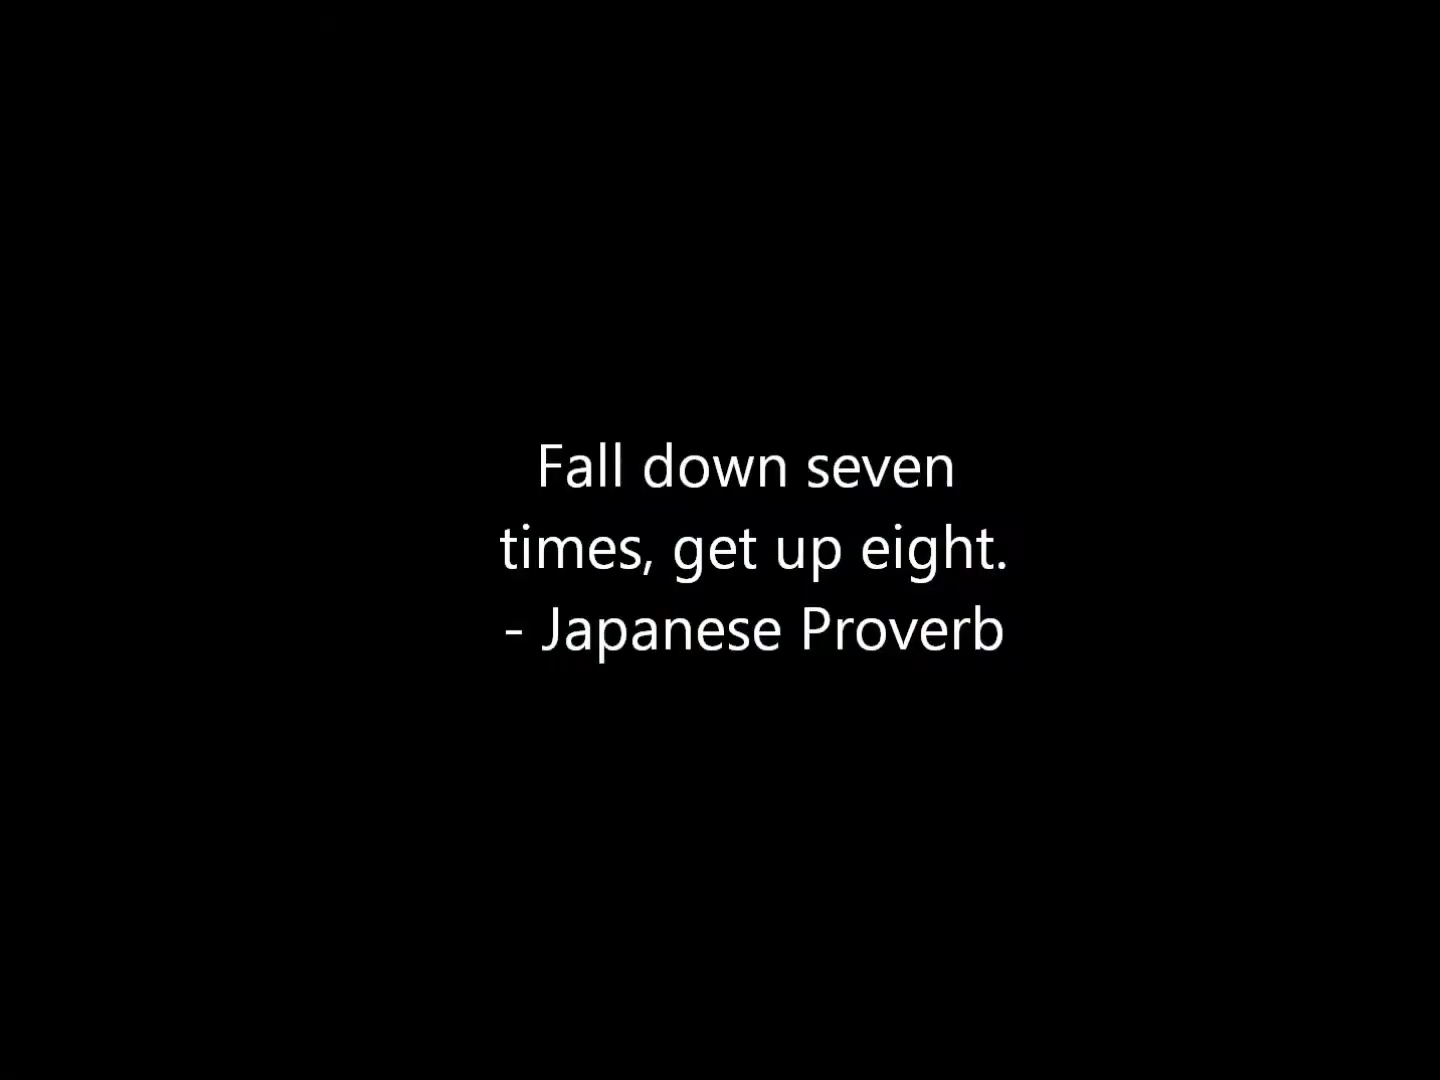 Fall down seven
times, get up eight.
- Japanese Proverb